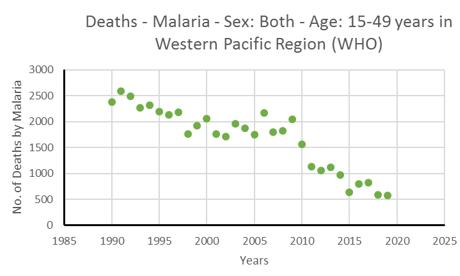 Deaths - Malaria - Sex: Both - Age: 15-49 years in
Western Pacific Region (WHO)
3000
2500
2000
1500
1000
500
0
No. of Deaths by Malaria
1985 1990 1995 2000 2005 2010 2015 2020 2025
Years